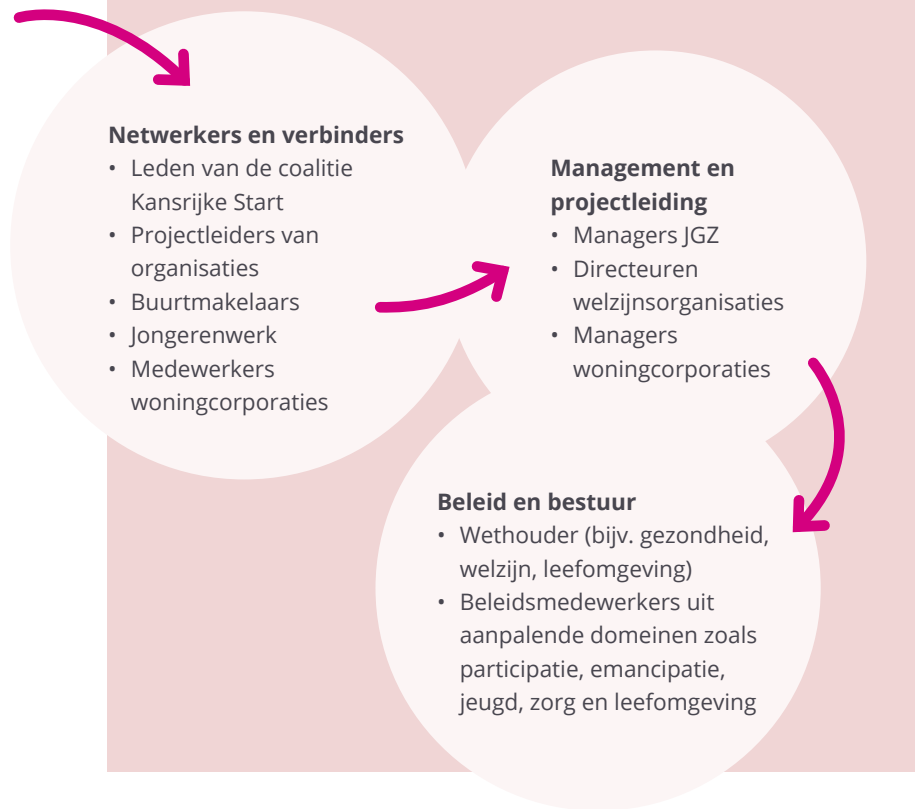 Netwerkers en verbinders
• Leden van de coalitie
Kansrijke Start
• Projectleiders van
organisaties
• Buurtmakelaars
• Jongerenwerk
• Medewerkers
woningcorporaties
Management en
projectleiding
• Managers JGZ
• Directeuren
welzijnsorganisaties
• Managers
woningcorporaties
Beleid en bestuur
• Wethouder (bijv. gezondheid,
welzijn, leefomgeving)
• Beleidsmedewerkers uit
aanpalende domeinen zoals
participatie, emancipatie,
jeugd, zorg en leefomgeving